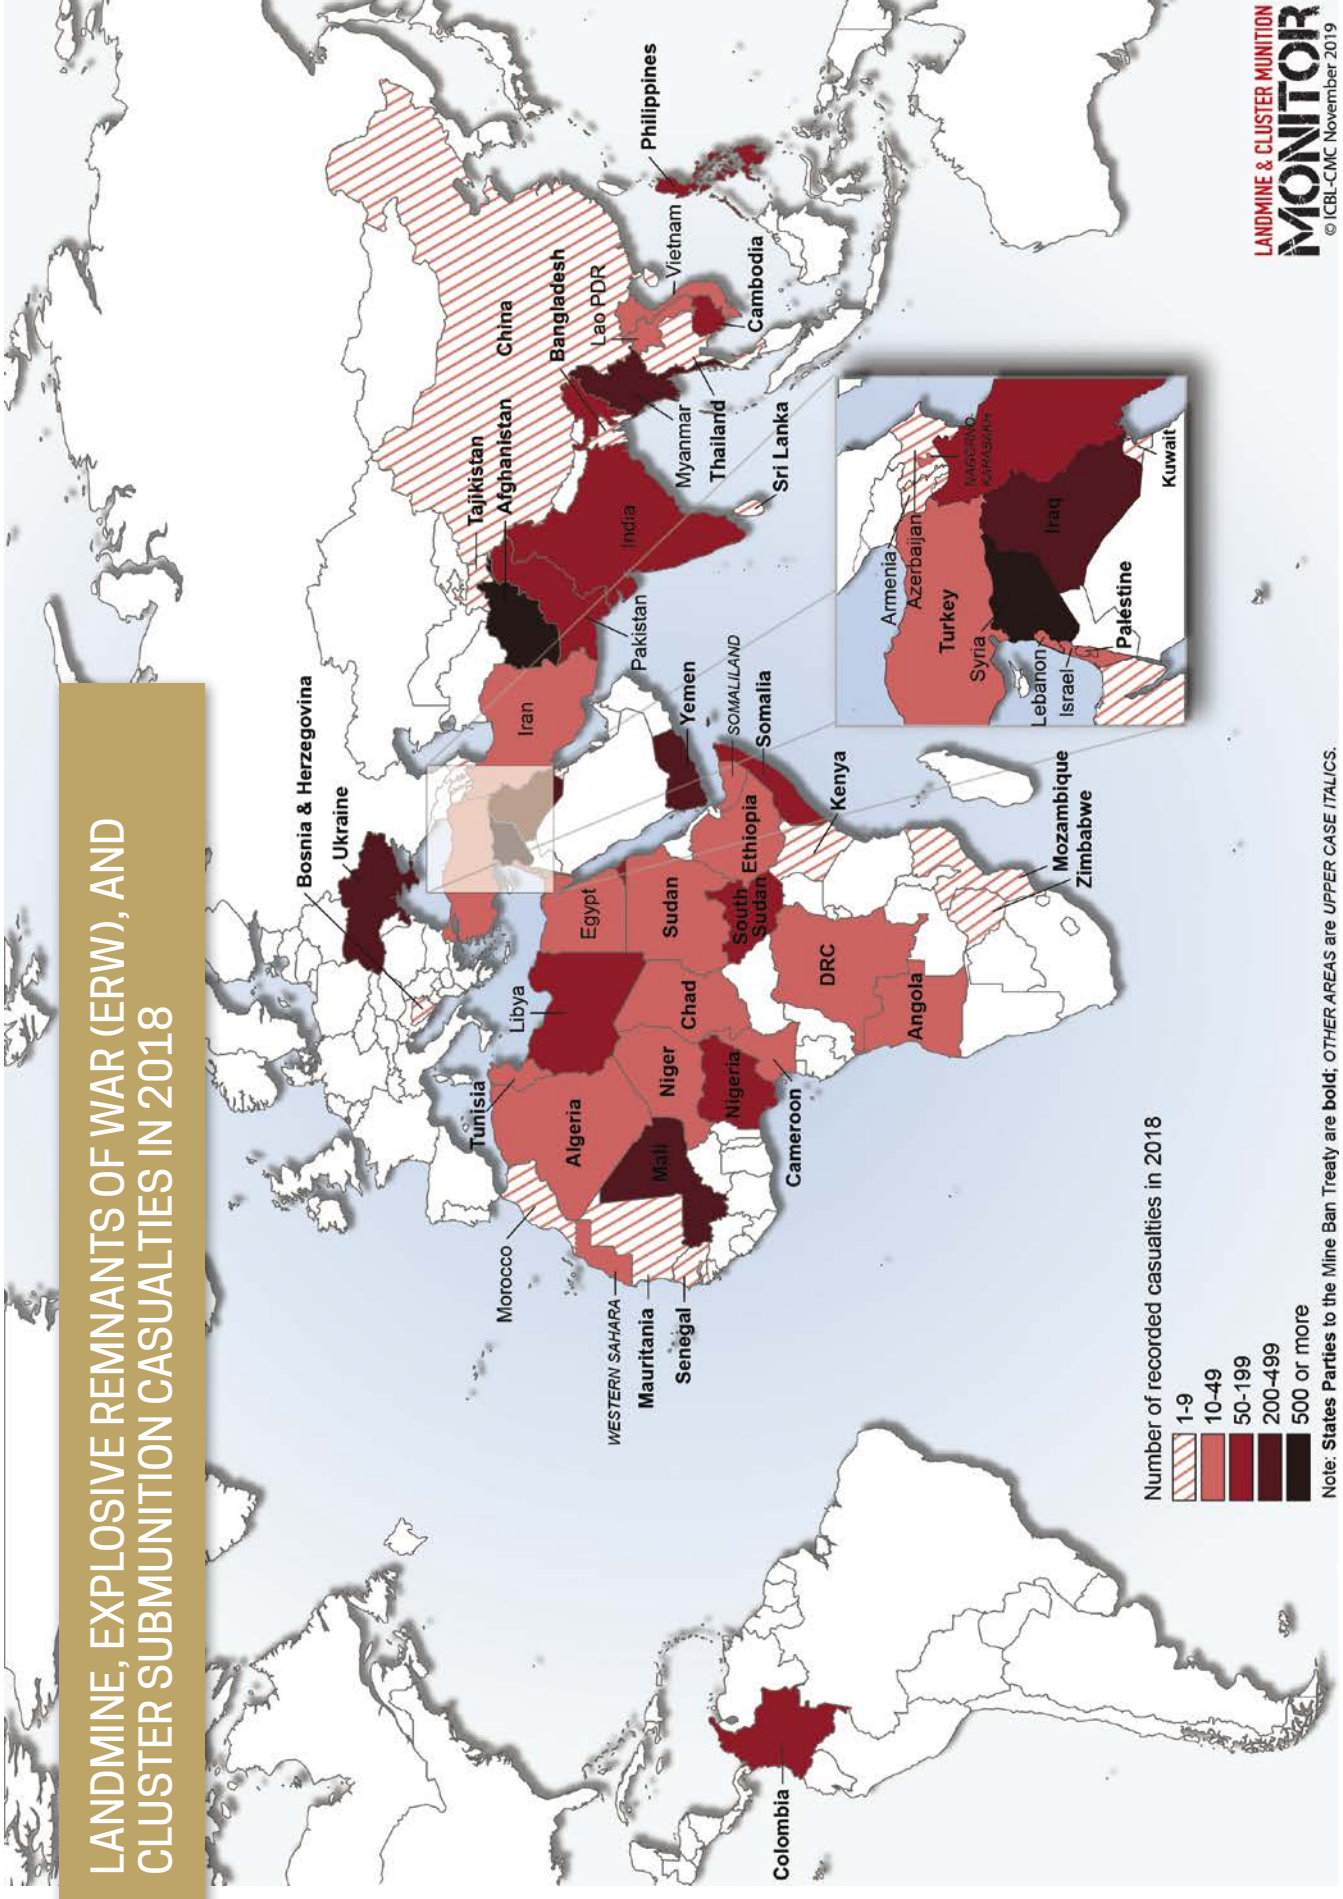 LANDMINE, EXPLOSIVE REMNANTS OF WAR (ERW), AND
CLUSTER SUBMUNITION CASUALTIES IN 2018
Bosnia & Herzegovina
Ukraine
Tajikistan
Afghanistan
China
Bangladesh
Lao PDR
Vietnam
Philippines
Cambodia
Myanmar
Thailand
Sri Lanka
India
Pakistan
Iran
Yemen
SOMALILAND
Somalia
Kenya
Ethiopia
South
Sudan
Sudan
Egypt
Libya
Tunisia
Algeria
Morocco
WESTERN SAHARA
Mauritania
Senegal
Mali
Niger
Nigeria
Chad
Cameroon
DRC
Angola
Mozambique
Zimbabwe
Colombia
Armenia
Azerbaijan
NAGORNO-
KARABAKH
Turkey
Syria
Iraq
Lebanon
Israel
Palestine
Kuwait
Number of recorded casualties in 2018
1-9
10-49
50-199
200-499
500 or more
Note: States Parties to the Mine Ban Treaty are bold; OTHER AREAS are UPPER CASE ITALICS.
LANDMINE & CLUSTER MUNITION
MONITOR
© ICBL-CMC November 2019